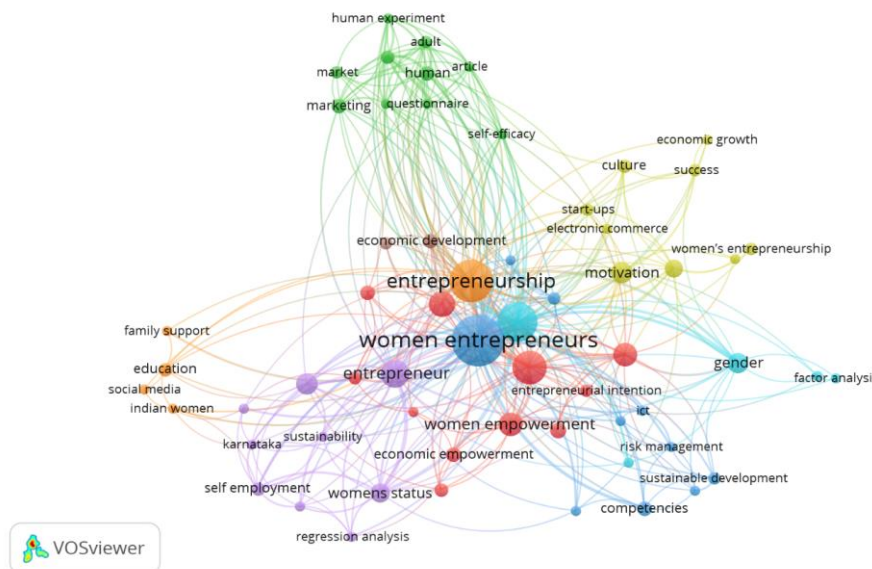 human experiment
adult
market
human
article
marketing
questionnaire
self-efficacy
economic growth
culture
success
start-ups
electronic commerce
economic development
women's entrepreneurship
motivation
entrepreneurship
family support
women entrepreneurs
education
entrepreneur
gender
factor analysis
social media
entrepreneurial intention
indian women
ict
women empowerment
karnataka
sustainability
risk management
economic empowerment
sustainable development
self employment
womens status
competencies
regression analysis
VOSviewer